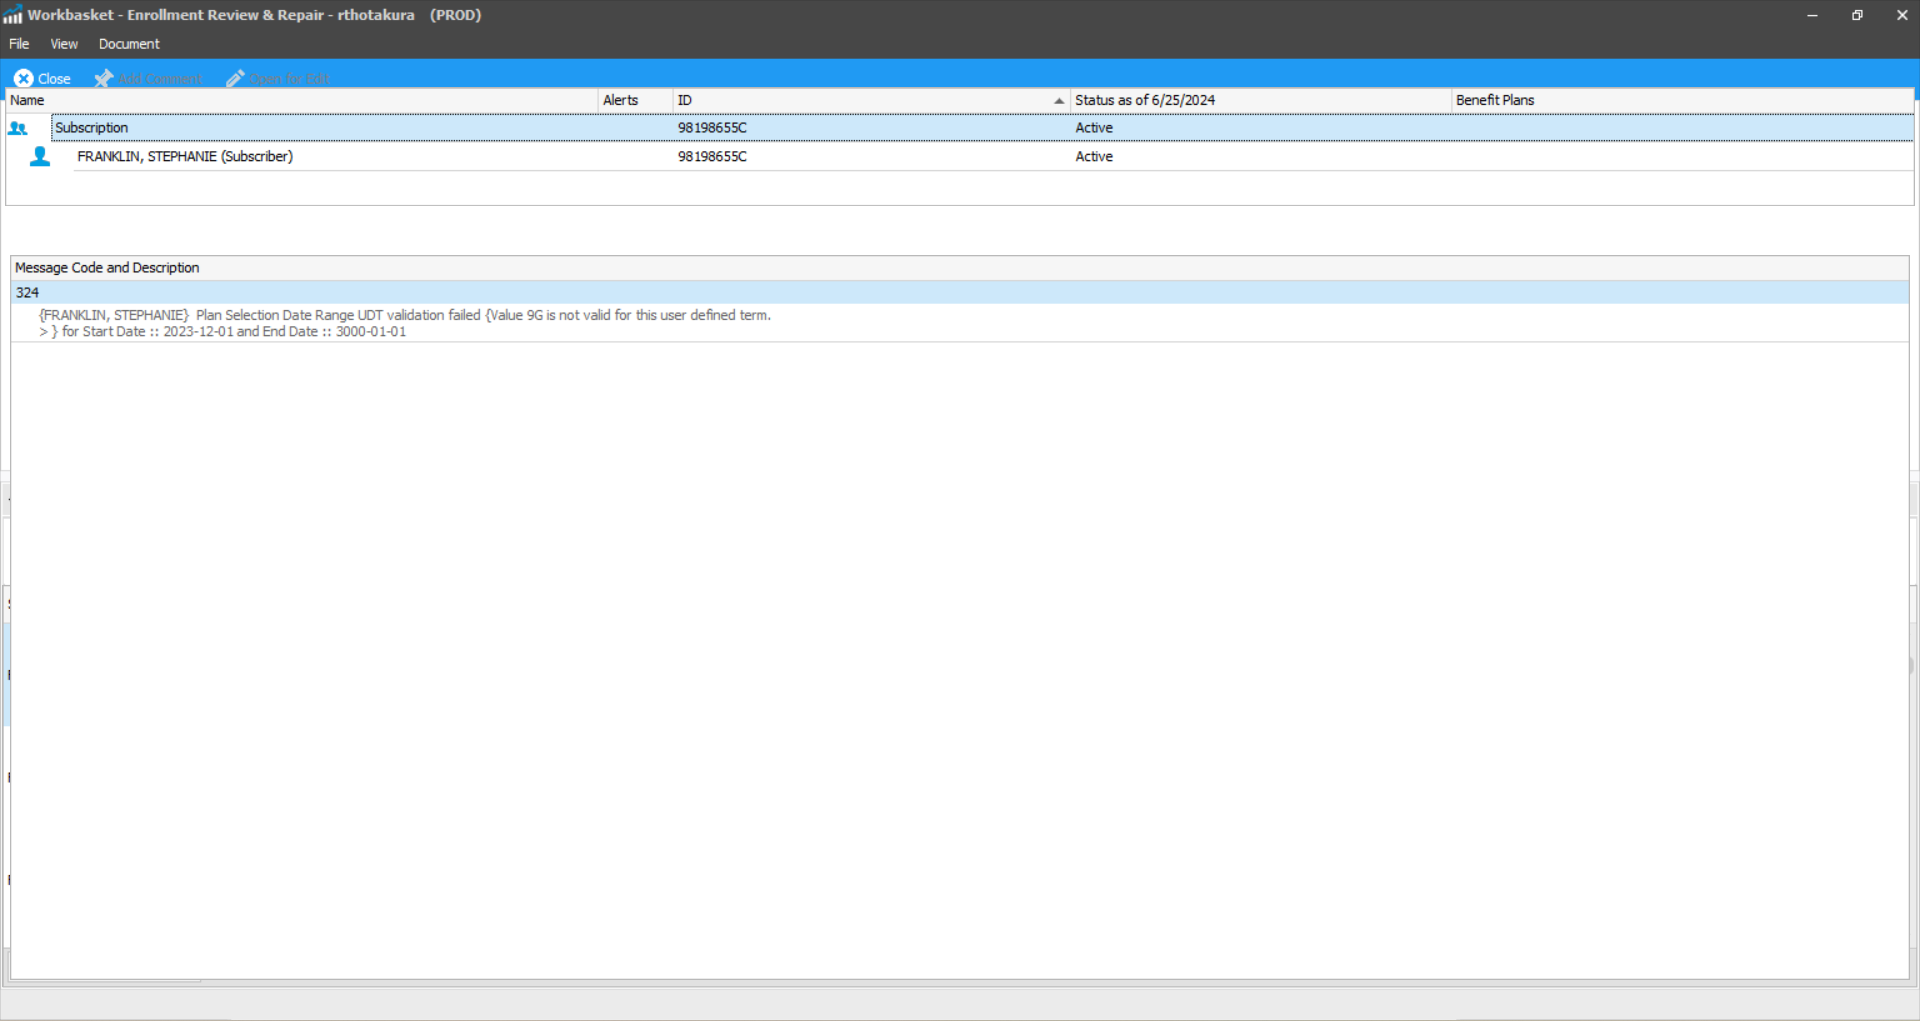 Workbasket - Enrollment Review & Repair - rthotakura (PROD)
File View Document
Close Add Comment Open for Edit
Name Alerts ID Status as of 6/25/2024 Benefit Plans
Subscription 98198655C Active
FRANKLIN, STEPHANIE (Subscriber) 98198655C Active
Message Code and Description
324
{FRANKLIN, STEPHANIE} Plan Selection Date Range UDT validation failed {Value 9G is not valid for this user defined term.
> } for Start Date :: 2023-12-01 and End Date :: 3000-01-01